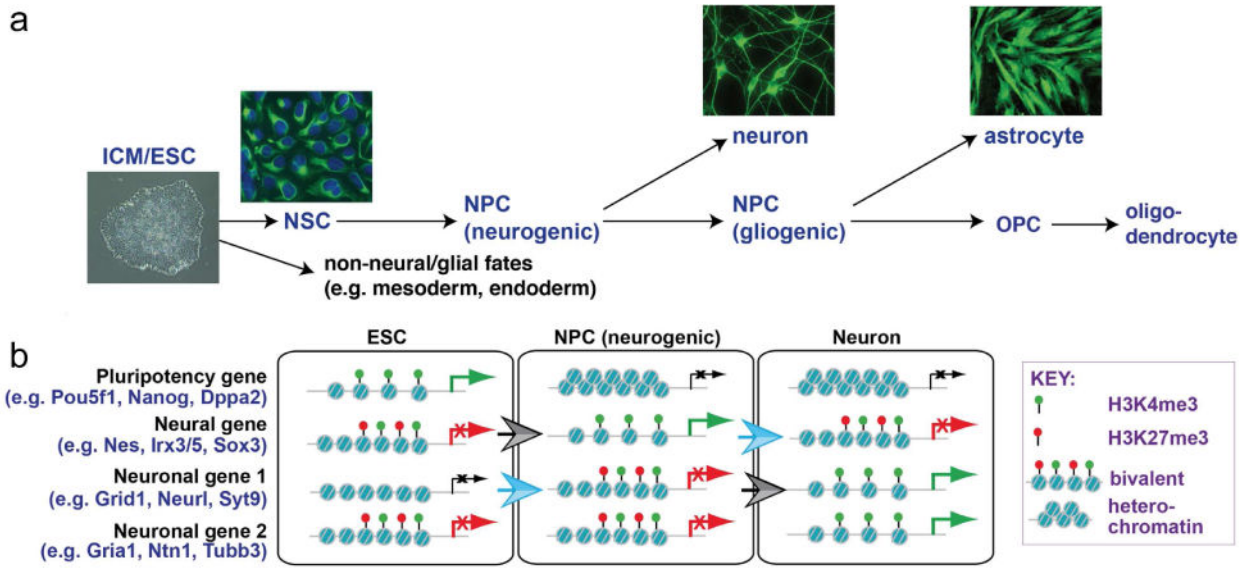 a
ICM/ESC
NSC
NPC
(neurogenic)
neuron
NPC
(gliogenic)
astrocyte
OPC
oligo-
dendrocyte
non-neural/glial fates
(e.g. mesoderm, endoderm)
b
ESC
NPC (neurogenic)
Neuron
Pluripotency gene
(e.g. Pou5f1, Nanog, Dppa2)
Neural gene
(e.g. Nes, Irx3/5, Sox3)
Neuronal gene 1
(e.g. Grid1, Neurl, Syt9)
Neuronal gene 2
(e.g. Gria1, Ntn1, Tubb3)
KEY:
H3K4me3
H3K27me3
bivalent
hetero-
chromatin